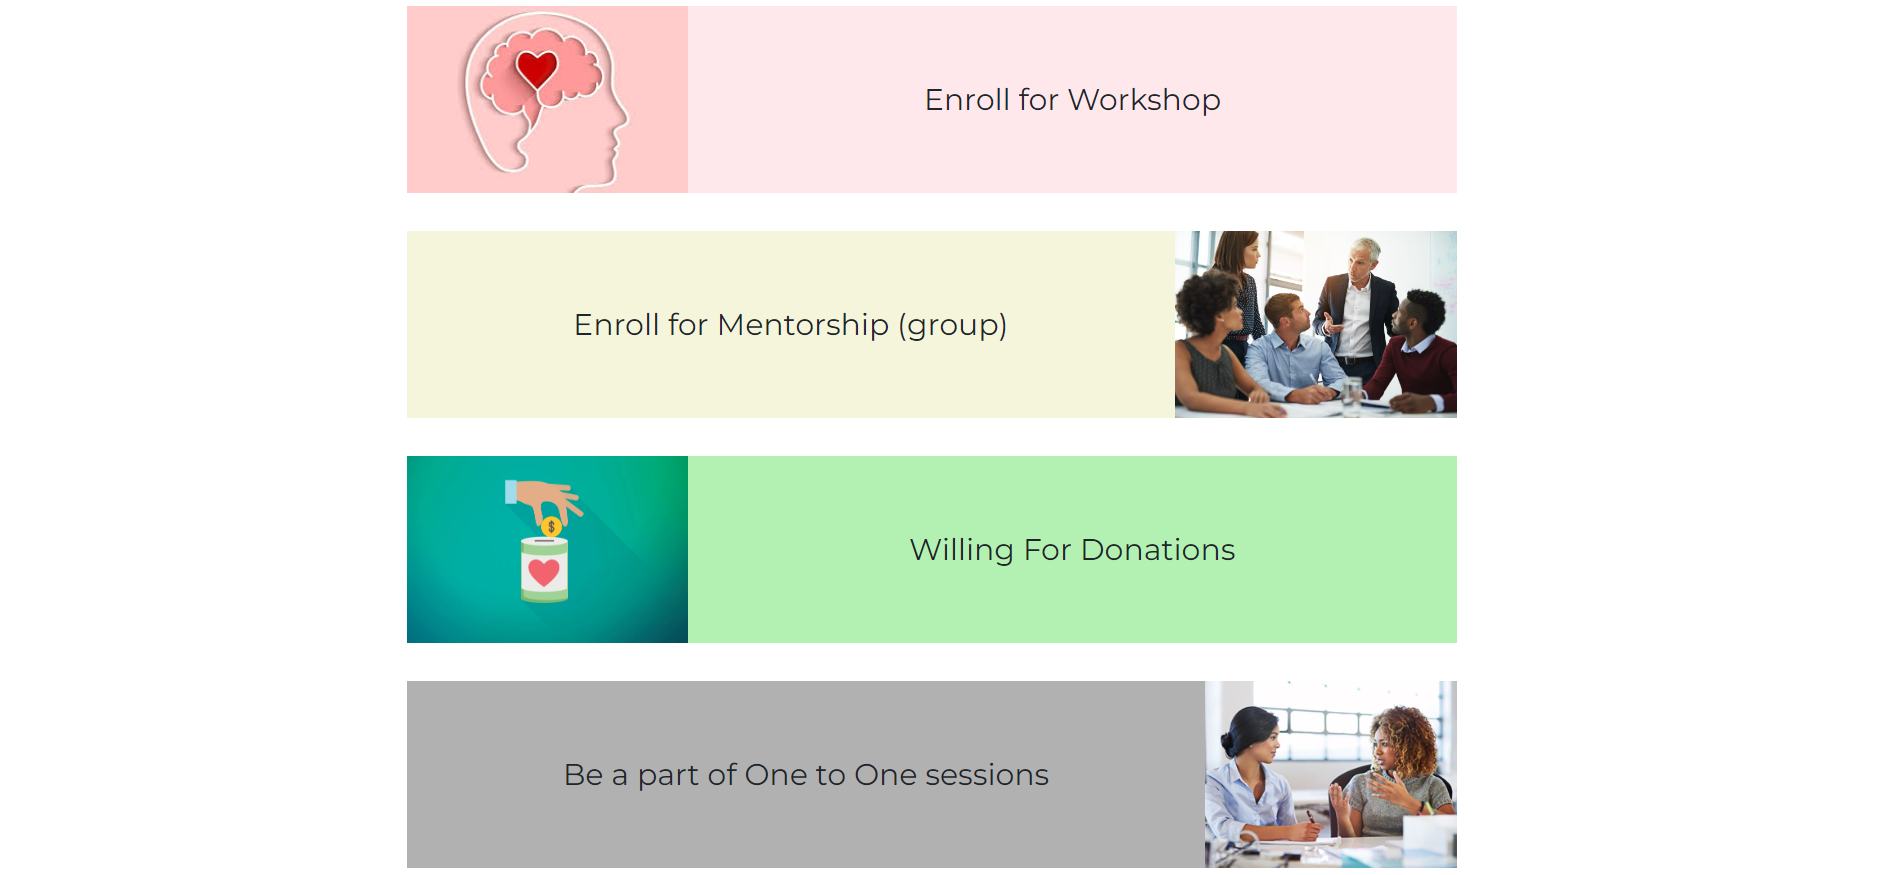 Enroll for Workshop
Enroll for Mentorship (group)
$
Willing For Donations
Be a part of One to One sessions